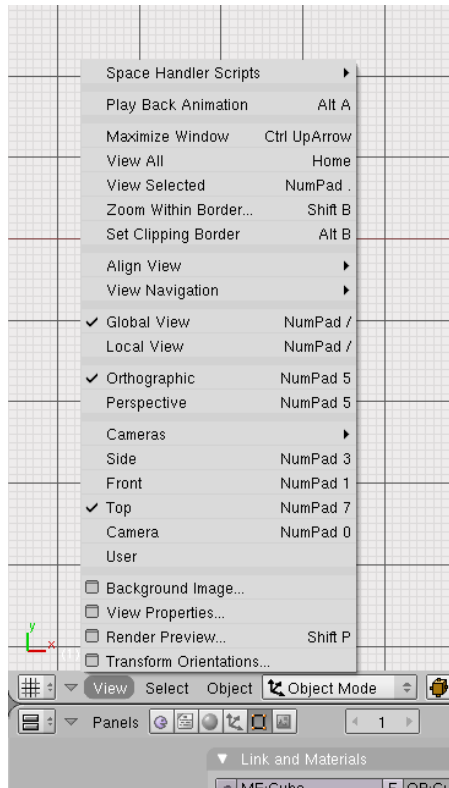 Space Handler Scripts
Play Back Animation Alt A
Maximize Window Ctrl UpArrow
View All Home
View Selected NumPad .
Zoom Within Border... Shift B
Set Clipping Border Alt B
Align View
View Navigation
Global View NumPad /
Local View NumPad /
Orthographic NumPad 5
Perspective NumPad 5
Cameras
Side NumPad 3
Front NumPad 1
Top NumPad 7
Camera NumPad 0
User
Background Image...
View Properties...
Render Preview... Shift P
Transform Orientations...
y
x
View Select Object Object Mode
Panels 1
Link and Materials
ME:Cube F OB:Cu